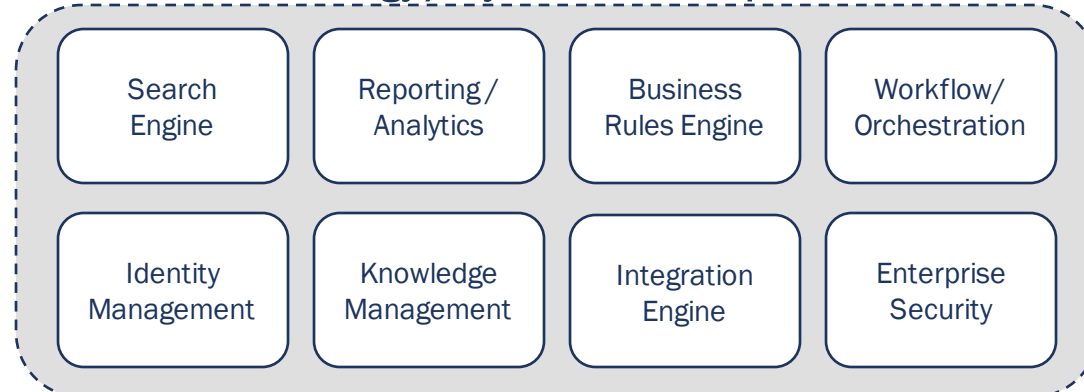 Search
Engine
Reporting/
Analytics
Business
Rules Engine
Workflow/
Orchestration
Identity
Management
Knowledge
Management
Integration
Engine
Enterprise
Security